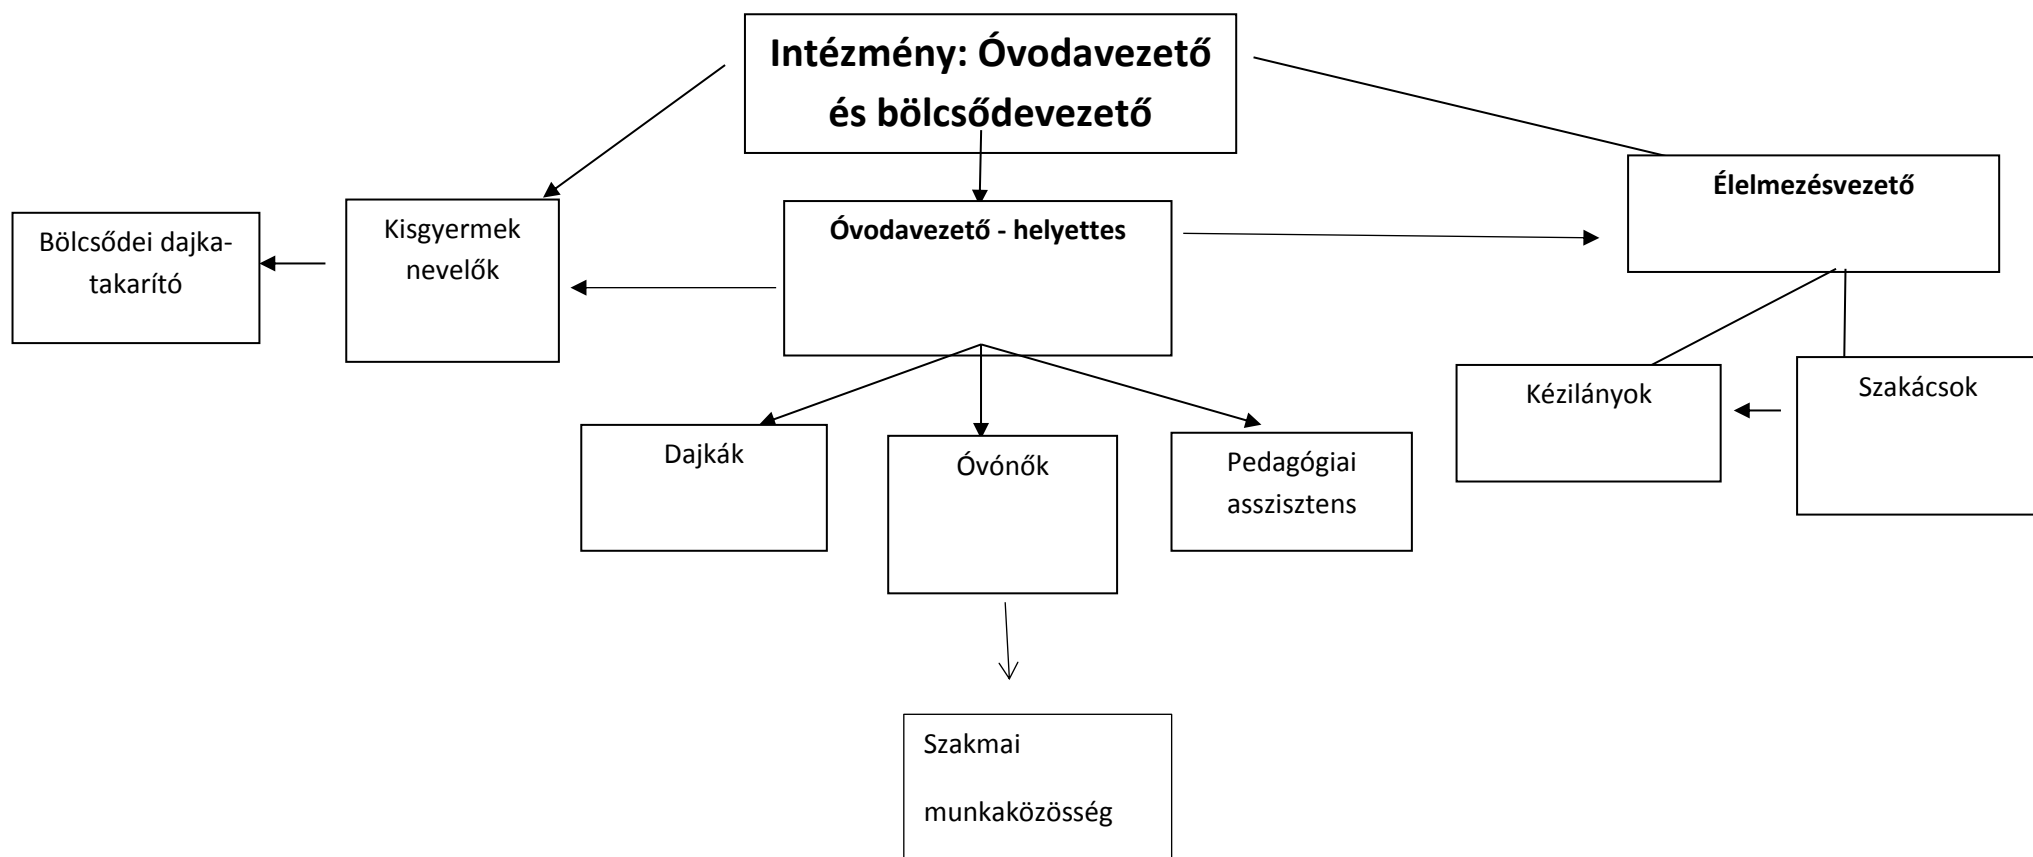 Intézmény: Óvodavezető
és bölcsődevezető
Élelmezésvezető
Bölcsődei dajka-
takarító
Kisgyermek
nevelők
Óvodavezető - helyettes
Kézilányok
Szakácsok
Dajkák
Óvónők
Pedagógiai
asszisztens
Szakmai
munkaközösség